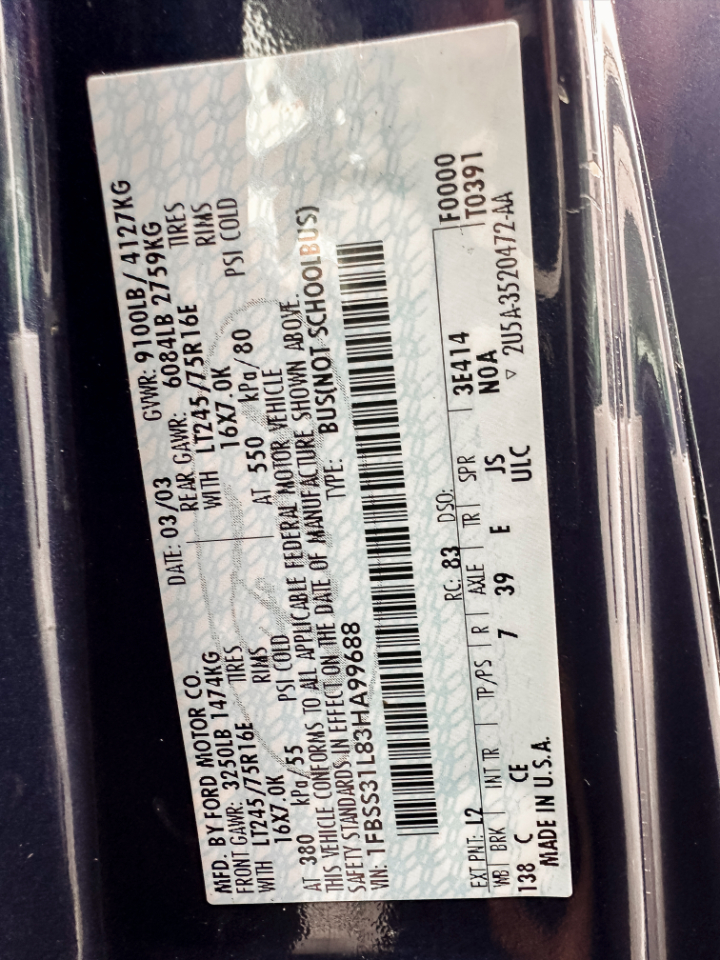 MFD. BY FORD MOTOR CO. DATE: 03/03 GVWR: 9100LB / 4127KG
FRONT GAWR: 3250LB 1474KG REAR GAWR: 6084LB 2759KG
WITH LT245/75R16E TIRES WITH LT245/75R16E TIRES
16X7.0K RIMS 16X7.0K RIMS
AT 380 kPa/55 PSI COLD AT 550 kPa/80 PSI COLD
THIS VEHICLE CONFORMS TO ALL APPLICABLE FEDERAL MOTOR VEHICLE
SAFETY STANDARDS IN EFFECT ON THE DATE OF MANUFACTURE SHOWN ABOVE.
VIN: 1FBSS31L83HA99688 TYPE: BUS(NOT SCHOOLBUS)
EXT PNT: L2 RC: 83 DSO: F0000
WB BRK INT TR TP/PS R AXLE TR SPR T0391
138 C CE 7 39 E JS 3E414
ULC NOA
MADE IN U.S.A. ▽ 2U5A-3520472-AA